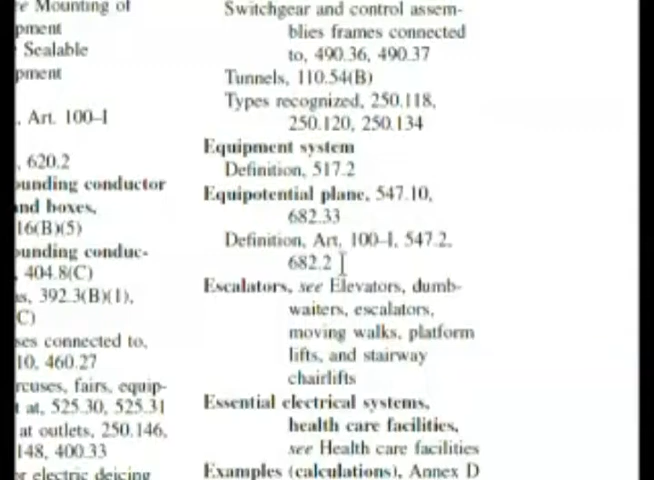 e Mounting of
pment
Sealable
pment
. Art. 100–I
, 620.2
ounding conductor
nd boxes,
16(B)(5)
ounding conduc-
, 404.8(C)
s, 392.3(B)(1),
C)
ses connected to,
10, 460.27
rcuses, fairs, equip-
t at, 525.30, 525.31
at outlets, 250.146,
148, 400.33
electric deicing
Switchgear and control assem-
blies frames connected
to, 490.36, 490.37
Tunnels, 110.54(B)
Types recognized, 250.118,
250.120, 250.134
Equipment system
Definition, 517.2
Equipotential plane, 547.10,
682.33
Definition, Art. 100–I, 547.2,
682.2
Escalators, see Elevators, dumb-
waiters, escalators,
moving walks, platform
lifts, and stairway
chairlifts
Essential electrical systems,
health care facilities,
see Health care facilities
Examples (calculations), Annex D